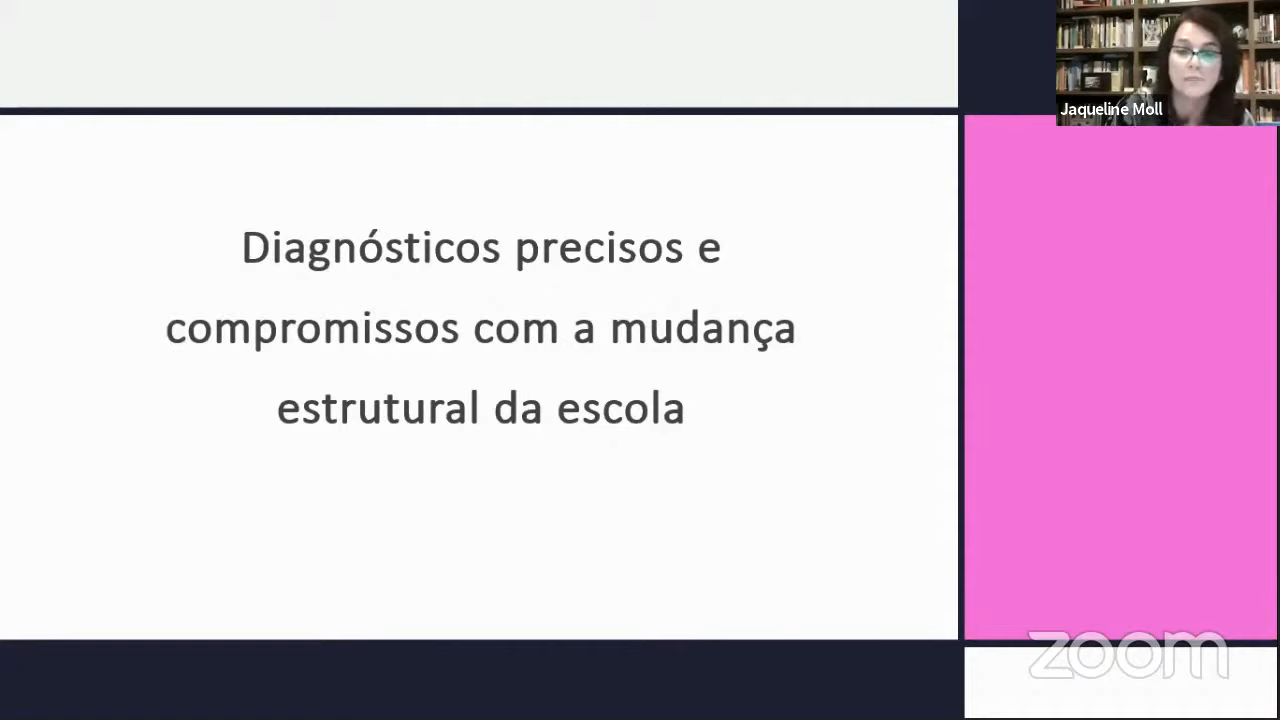 Jaqueline Moll
Diagnósticos precisos e
compromissos com a mudança
estrutural da escola
zoom